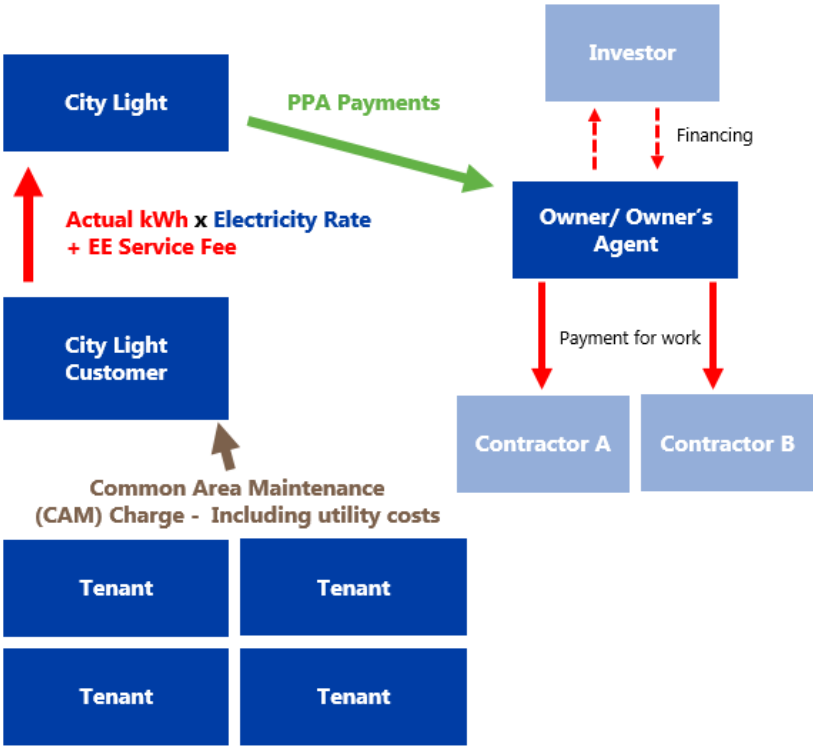 Investor
City Light
PPA Payments
Financing
Owner/ Owner´s
Agent
Actual kWh x Electricity Rate
+ EE Service Fee
City Light
Customer
Payment for work
Contractor A
Contractor B
Common Area Maintenance
(CAM) Charge - Including utility costs
Tenant
Tenant
Tenant
Tenant